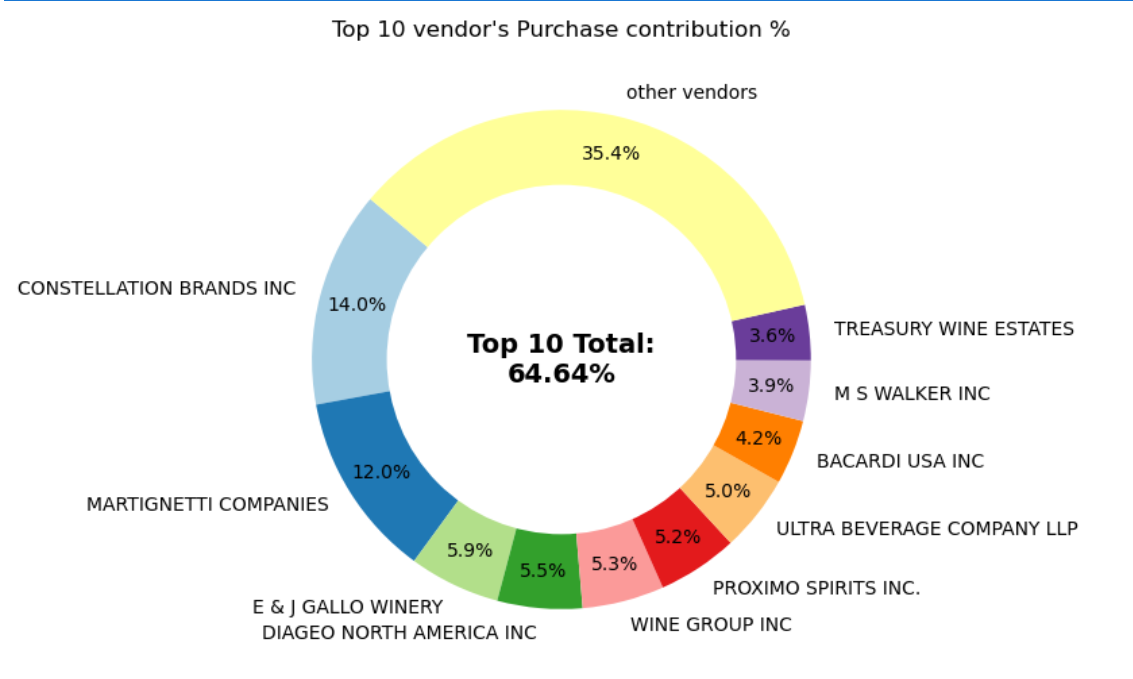 Top 10 vendor's Purchase contribution %
other vendors
35.4%
CONSTELLATION BRANDS INC
14.0%
Top 10 Total:
64.64%
3.6%
TREASURY WINE ESTATES
3.9%
M S WALKER INC
4.2%
BACARDI USA INC
12.0%
MARTIGNETTI COMPANIES
5.0%
ULTRA BEVERAGE COMPANY LLP
5.2%
PROXIMO SPIRITS INC.
5.9%
E & J GALLO WINERY
5.5%
DIAGEO NORTH AMERICA INC
5.3%
WINE GROUP INC